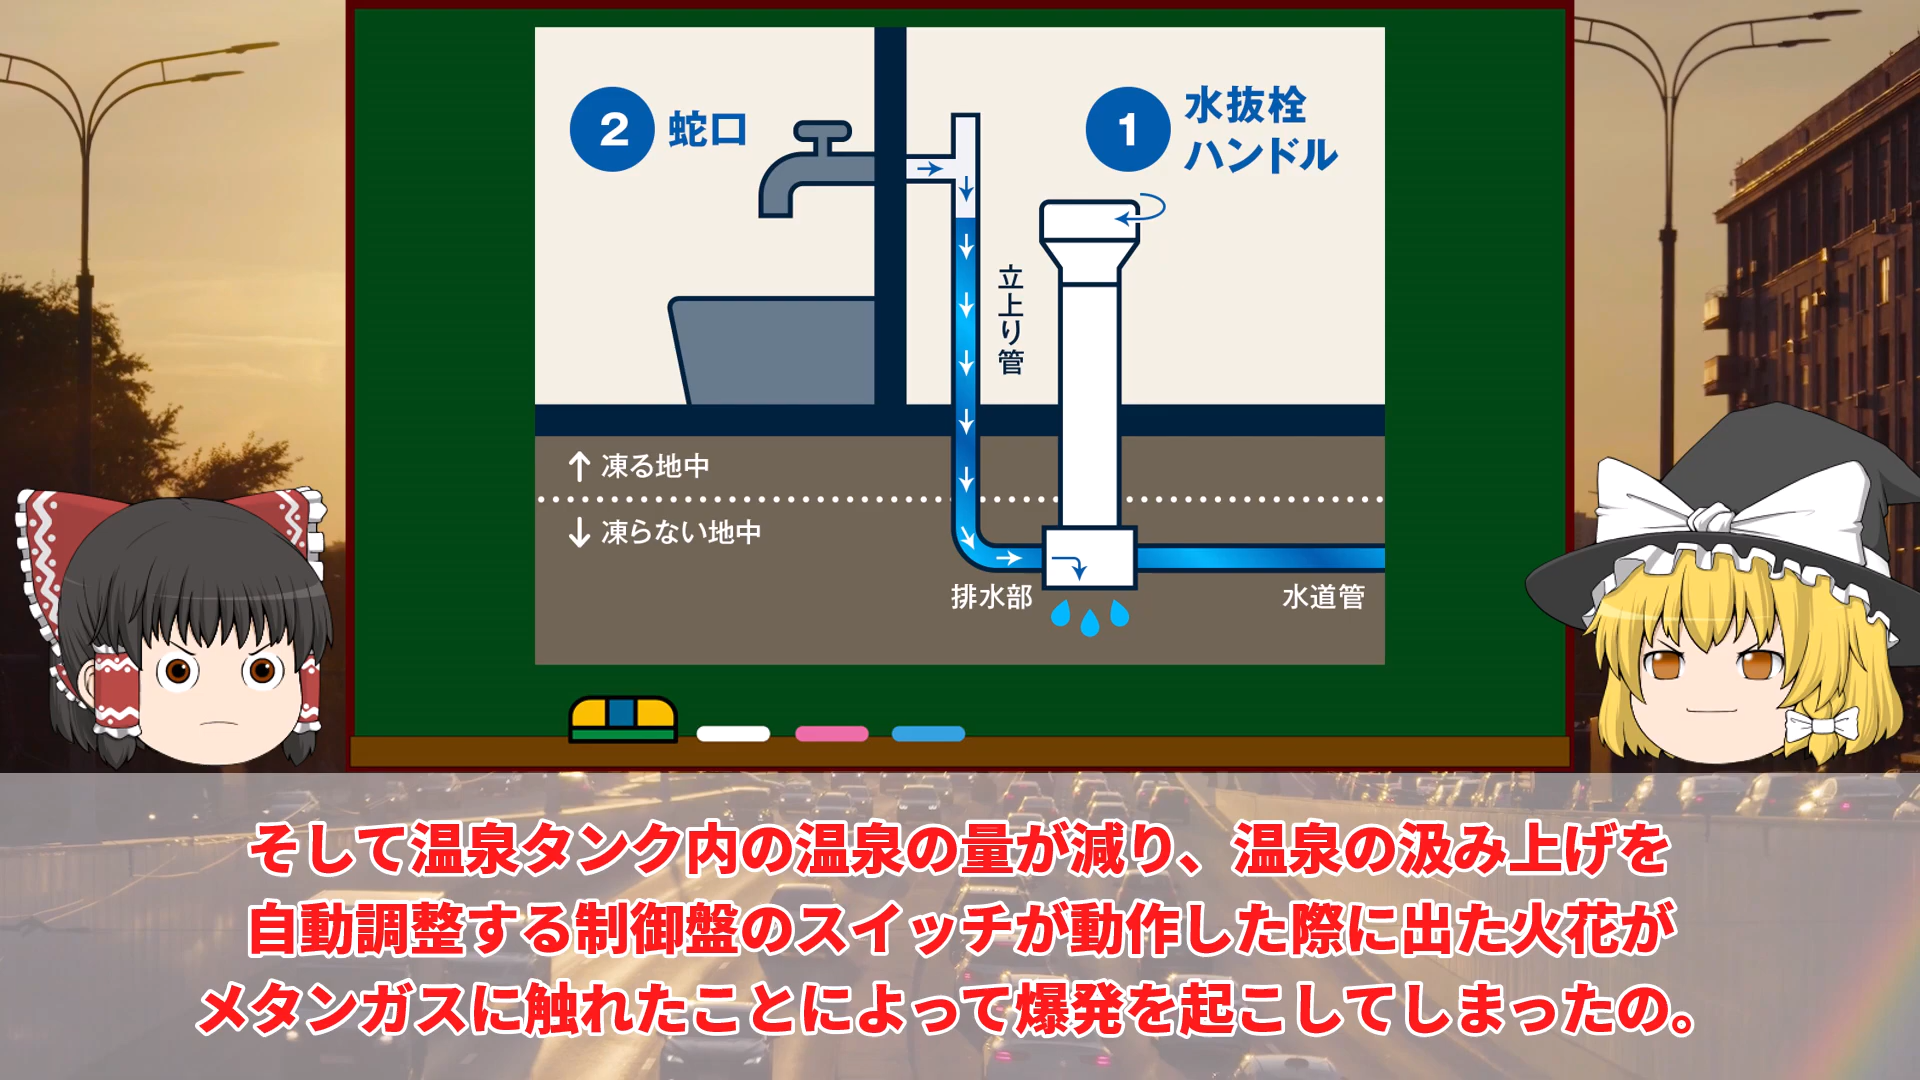 2 蛇口
1 水抜栓
ハンドル
立上り管
↑ 凍る地中
↓ 凍らない地中
排水部
水道管
そして温泉タンク内の温泉の量が減り、温泉の汲み上げを
自動調整する制御盤のスイッチが動作した際に出た火花が
メタンガスに触れたことによって爆発を起こしてしまったの。